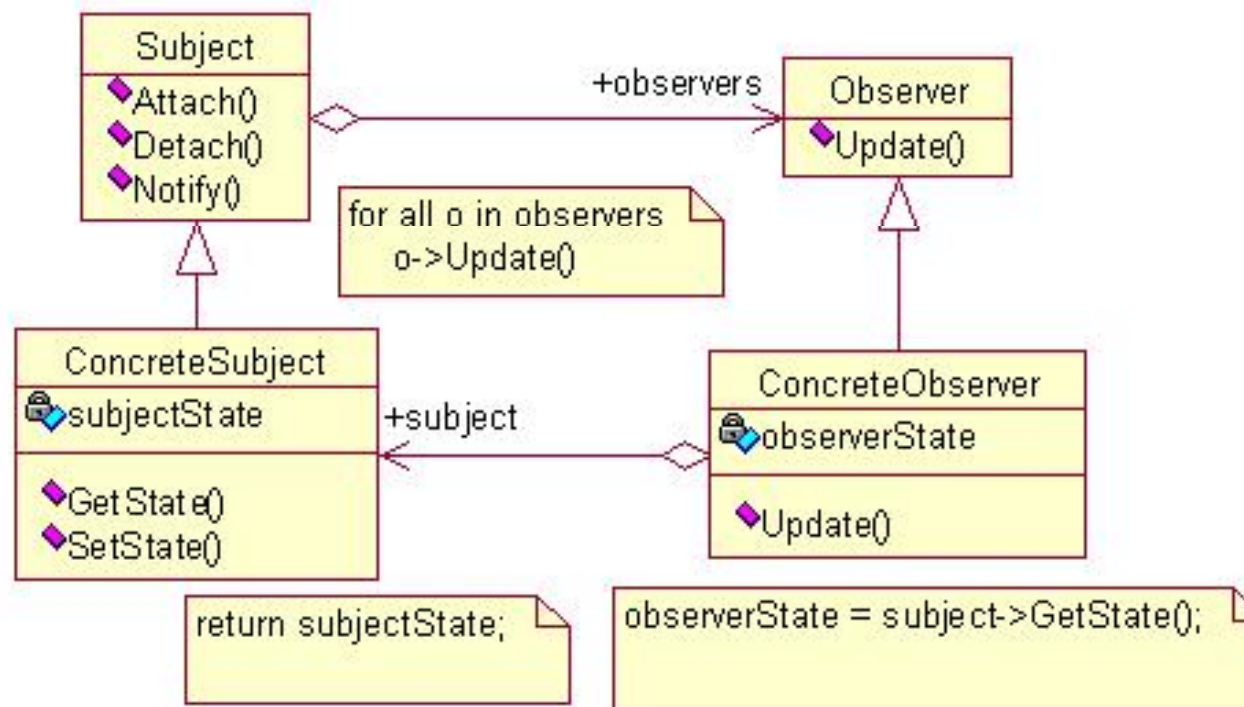 Subject
Attach()
Detach()
Notify()
+observers
Observer
Update()
for all o in observers
o->Update()
ConcreteSubject
subjectState
GetState()
SetState()
+subject
ConcreteObserver
observerState
Update()
return subjectState;
observerState = subject->GetState();